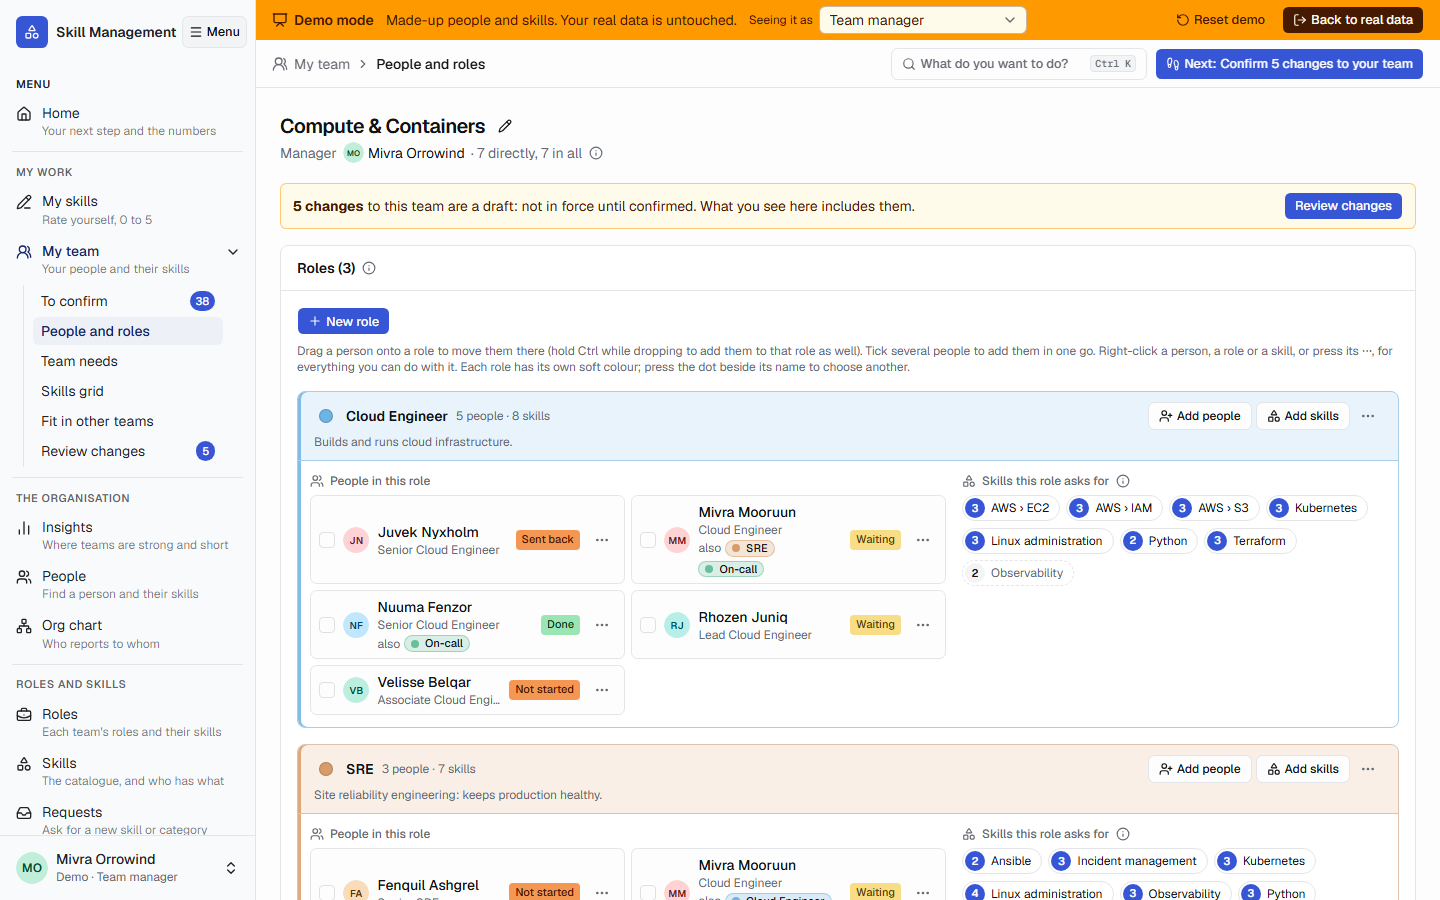 Skill Management
Menu
MENU
Home
Your next step and the numbers
MY WORK
My skills
Rate yourself, 0 to 5
My team
Your people and their skills
To confirm 38
People and roles
Team needs
Skills grid
Fit in other teams
Review changes 5
THE ORGANISATION
Insights
Where teams are strong and short
People
Find a person and their skills
Org chart
Who reports to whom
ROLES AND SKILLS
Roles
Each team's roles and their skills
Skills
The catalogue, and who has what
Requests
Ask for a new skill or category
MO
Mivra Orrowind
Demo · Team manager
Demo mode Made-up people and skills. Your real data is untouched. Seeing it as Team manager
Reset demo
Back to real data
My team > People and roles
What do you want to do? Ctrl K
Next: Confirm 5 changes to your team
Compute & Containers
Manager MO Mivra Orrowind · 7 directly, 7 in all
5 changes to this team are a draft: not in force until confirmed. What you see here includes them.
Review changes
Roles (3)
+ New role
Drag a person onto a role to move them there (hold Ctrl while dropping to add them to that role as well). Tick several people to add them in one go. Right-click a person, a role or a skill, or press its ···, for
everything you can do with it. Each role has its own soft colour; press the dot beside its name to choose another.
Cloud Engineer 5 people · 8 skills
Add people
Add skills
Builds and runs cloud infrastructure.
People in this role
JN
Juvek Nyxholm
Senior Cloud Engineer
Sent back
MM
Mivra Mooruun
Cloud Engineer
also SRE
On-call
Waiting
NF
Nuuma Fenzor
Senior Cloud Engineer
also On-call
Done
RJ
Rhozen Juniq
Lead Cloud Engineer
Waiting
VB
Velisse Belqar
Associate Cloud Engi...
Not started
Skills this role asks for
3 AWS › EC2
3 AWS › IAM
3 AWS › S3
3 Kubernetes
3 Linux administration
2 Python
3 Terraform
2 Observability
SRE 3 people · 7 skills
Add people
Add skills
Site reliability engineering: keeps production healthy.
People in this role
FA
Fenquil Ashgrel
Not started
MM
Mivra Mooruun
Cloud Engineer
also Cloud Engineer
Waiting
Skills this role asks for
2 Ansible
3 Incident management
3 Kubernetes
4 Linux administration
3 Observability
3 Python